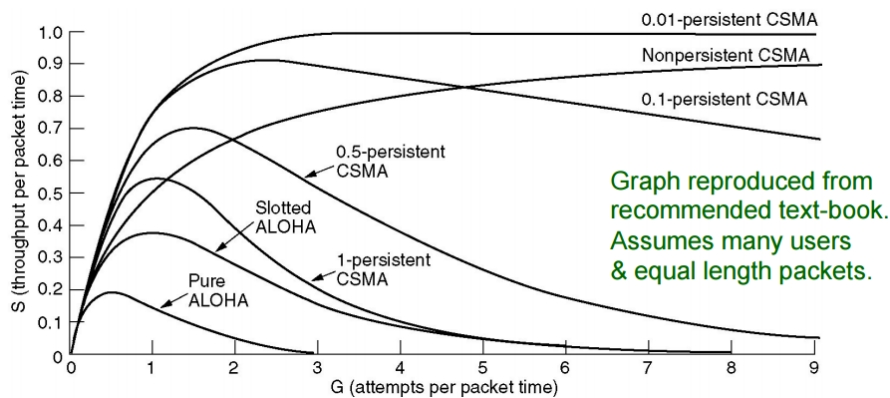 0.01-persistent CSMA
Nonpersistent CSMA
0.1-persistent CSMA
0.5-persistent
CSMA
Slotted
ALOHA
1-persistent
CSMA
Pure
ALOHA
Graph reproduced from
recommended text-book.
Assumes many users
& equal length packets.
S (throughput per packet time)
1.0
0.9
0.8
0.7
0.6
0.5
0.4
0.3
0.2
0.1
0
0 1 2 3 4 5 6 7 8 9
G (attempts per packet time)